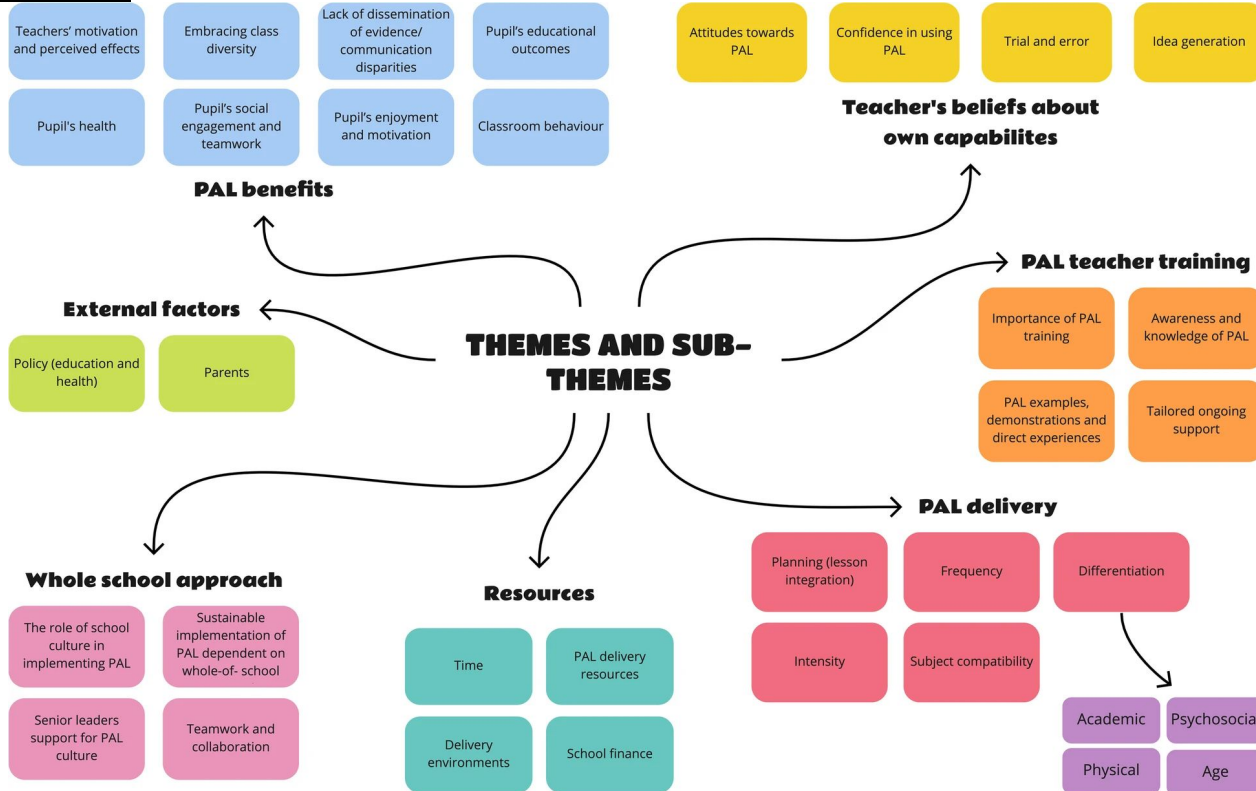 Teachers' motivation
and perceived effects
Embracing class
diversity
Lack of dissemination
of evidence/
communication
disparities
Pupil's educational
outcomes
Pupil's health
Pupil's social
engagement and
teamwork
Pupil's enjoyment
and motivation
Classroom behaviour
PAL benefits
Attitudes towards
PAL
Confidence in using
PAL
Trial and error
Idea generation
Teacher's beliefs about
own capabilites
External factors
Policy (education and
health)
Parents
THEMES AND SUB-
THEMES
PAL teacher training
Importance of PAL
training
Awareness and
knowledge of PAL
PAL examples,
demonstrations and
direct experiences
Tailored ongoing
support
Whole school approach
The role of school
culture in
implementing PAL
Sustainable
implementation of
PAL dependent on
whole-of- school
Senior leaders
support for PAL
culture
Teamwork and
collaboration
Resources
Time
PAL delivery
resources
Delivery
environments
School finance
PAL delivery
Planning (lesson
integration)
Frequency
Differentiation
Intensity
Subject compatibility
Academic
Psychosocia
Physical
Age